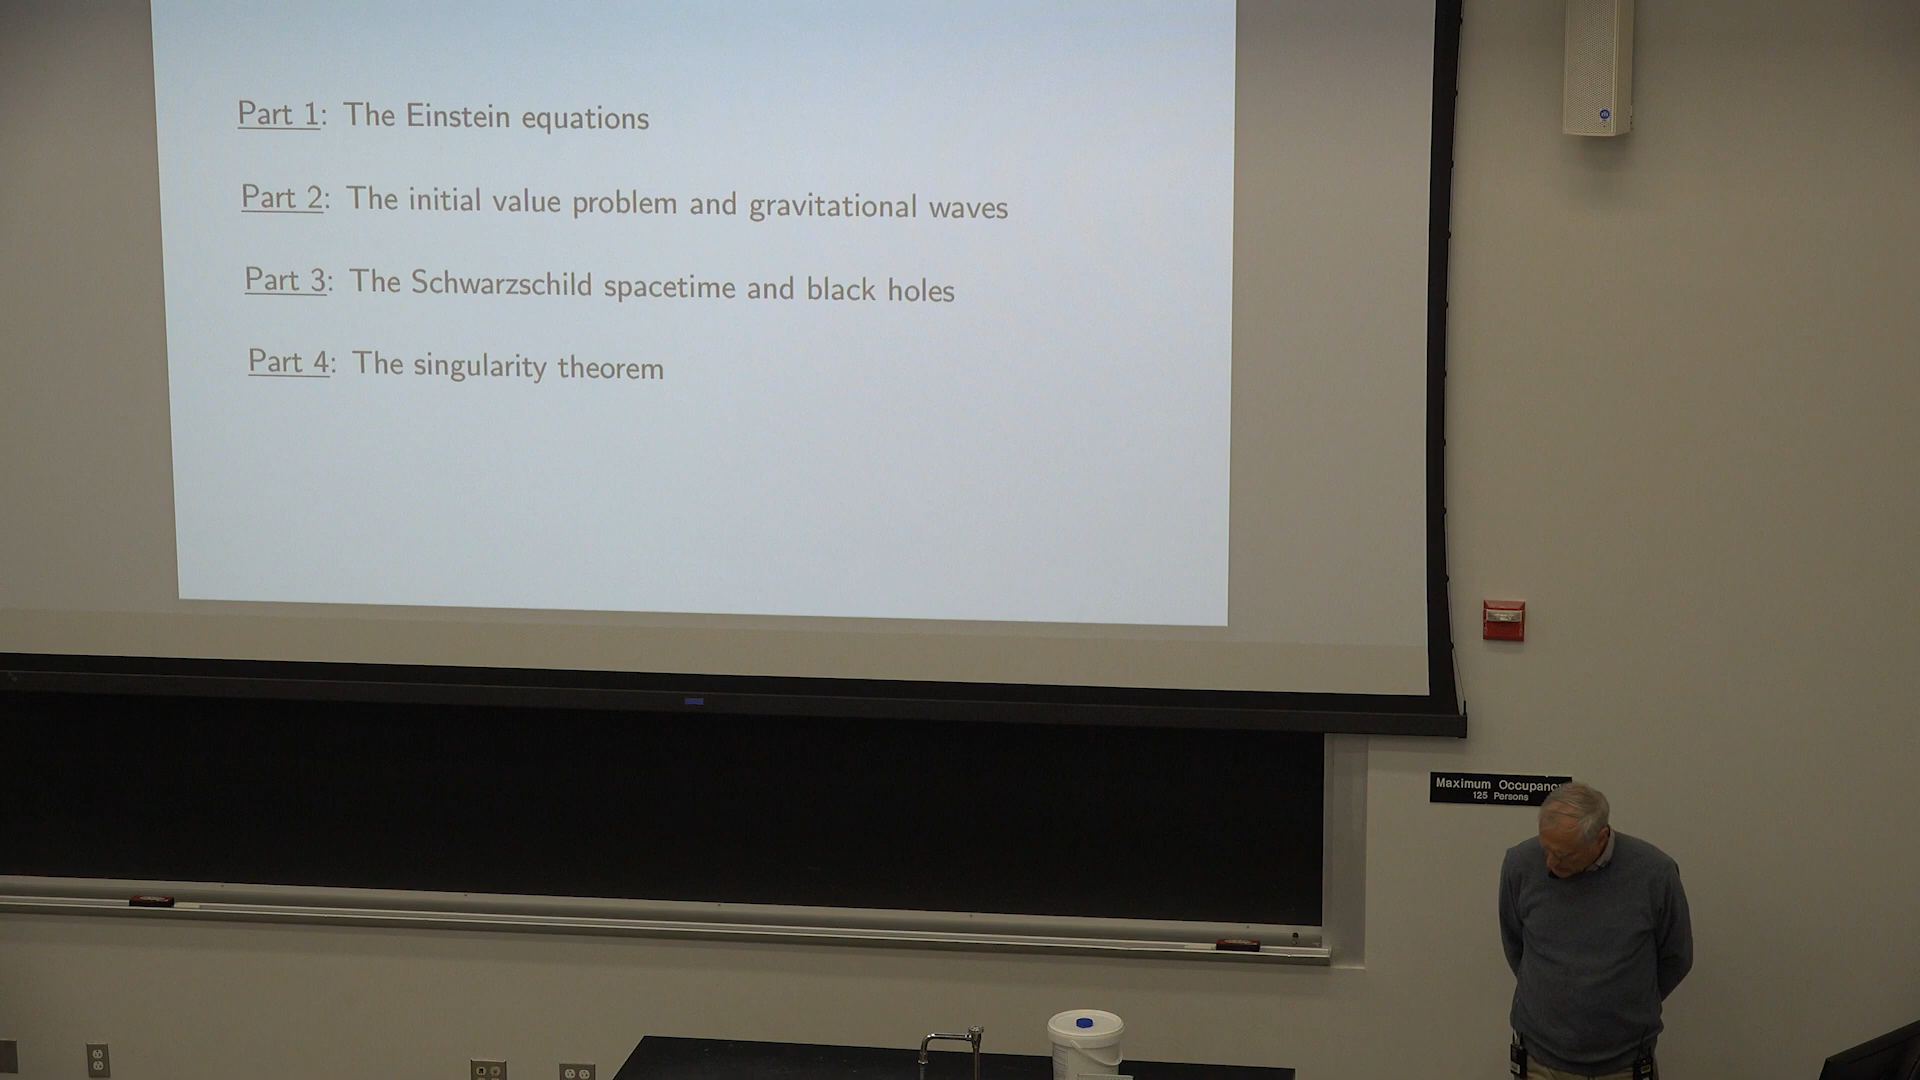 Part 1: The Einstein equations
Part 2: The initial value problem and gravitational waves
Part 3: The Schwarzschild spacetime and black holes
Part 4: The singularity theorem
Maximum Occupanc
125 Persons